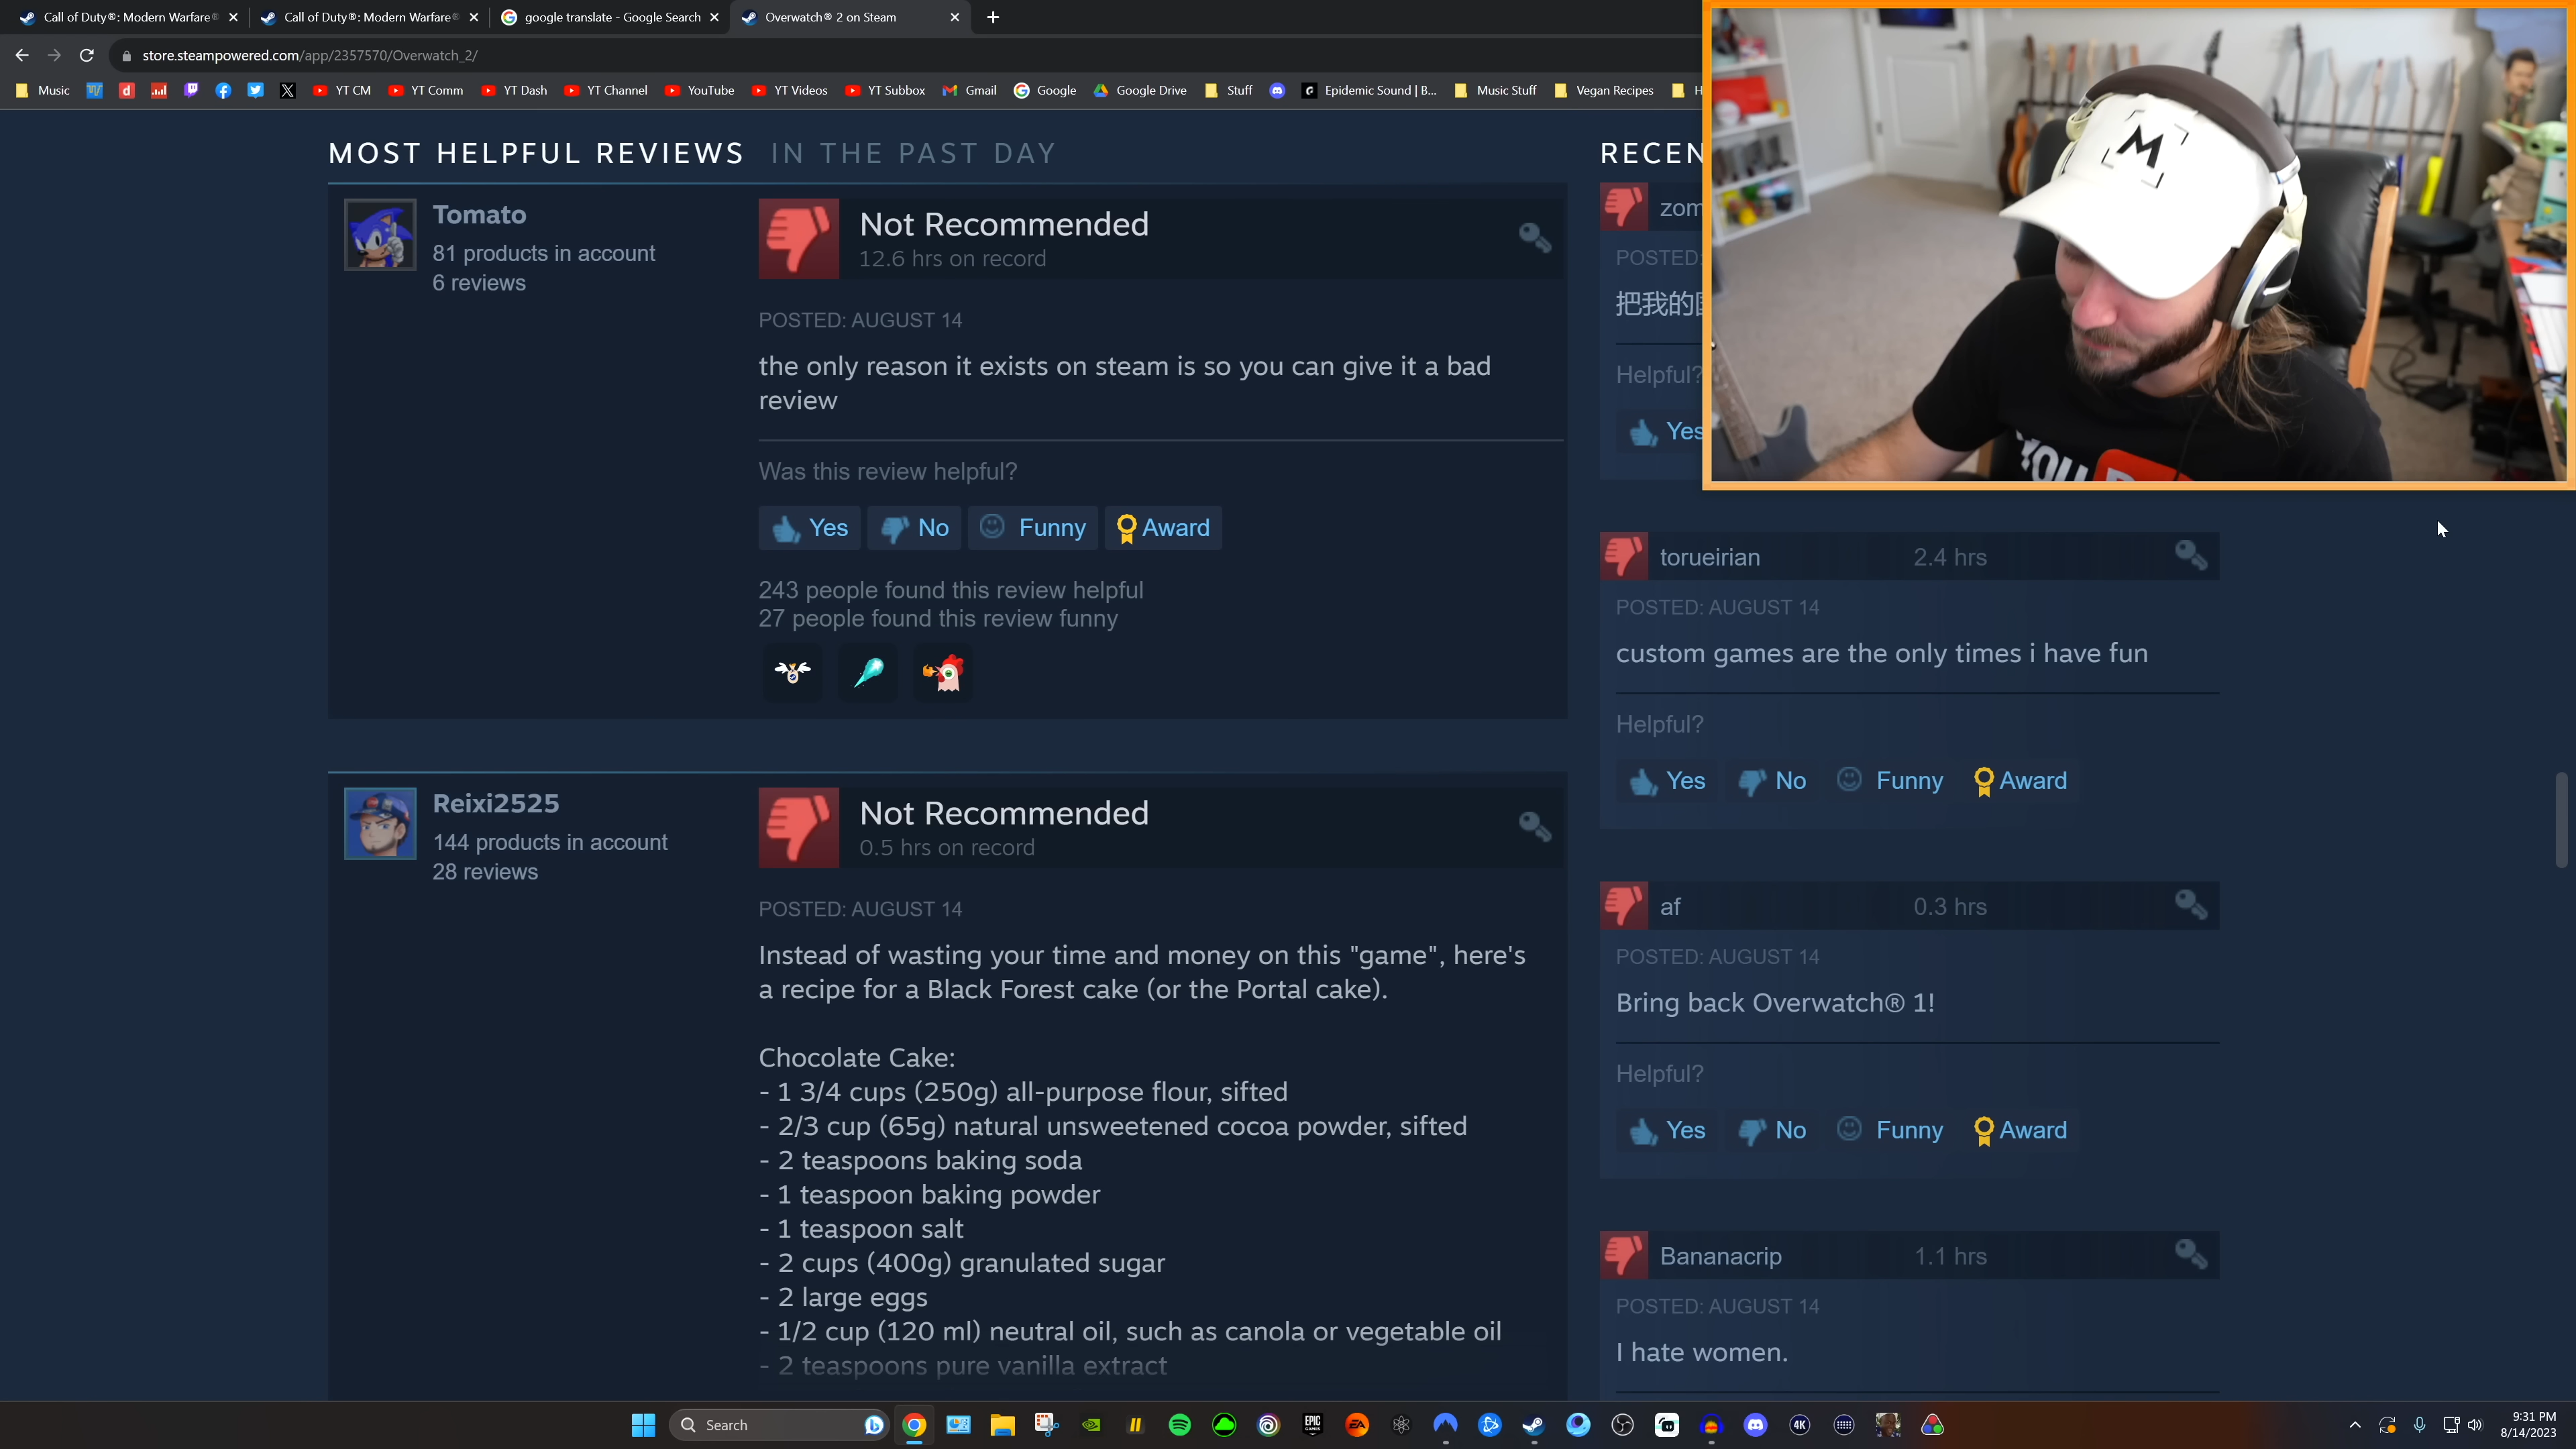 Call of Duty®: Modern Warfare®
Call of Duty®: Modern Warfare®
google translate - Google Search
Overwatch® 2 on Steam
store.steampowered.com/app/2357570/Overwatch_2/
Music
YT CM
YT Comm
YT Dash
YT Channel
YouTube
YT Videos
YT Subbox
Gmail
Google
Google Drive
Stuff
Epidemic Sound | B...
Music Stuff
Vegan Recipes
H
MOST HELPFUL REVIEWS IN THE PAST DAY
Tomato
81 products in account
6 reviews
Not Recommended
12.6 hrs on record
POSTED: AUGUST 14
the only reason it exists on steam is so you can give it a bad
review
Was this review helpful?
Yes
No
Funny
Award
243 people found this review helpful
27 people found this review funny
Reixi2525
144 products in account
28 reviews
Not Recommended
0.5 hrs on record
POSTED: AUGUST 14
Instead of wasting your time and money on this "game", here's
a recipe for a Black Forest cake (or the Portal cake).
Chocolate Cake:
- 1 3/4 cups (250g) all-purpose flour, sifted
- 2/3 cup (65g) natural unsweetened cocoa powder, sifted
- 2 teaspoons baking soda
- 1 teaspoon baking powder
- 1 teaspoon salt
- 2 cups (400g) granulated sugar
- 2 large eggs
- 1/2 cup (120 ml) neutral oil, such as canola or vegetable oil
- 2 teaspoons pure vanilla extract
RECEN
zom
POSTED:
把我的
Helpful?
Yes
M
YOU
torueirian 2.4 hrs
POSTED: AUGUST 14
custom games are the only times i have fun
Helpful?
Yes
No
Funny
Award
af 0.3 hrs
POSTED: AUGUST 14
Bring back Overwatch® 1!
Helpful?
Yes
No
Funny
Award
Bananacrip 1.1 hrs
POSTED: AUGUST 14
I hate women.
Search
EPIC GAMES
EA
4K
9:31 PM
8/14/2023